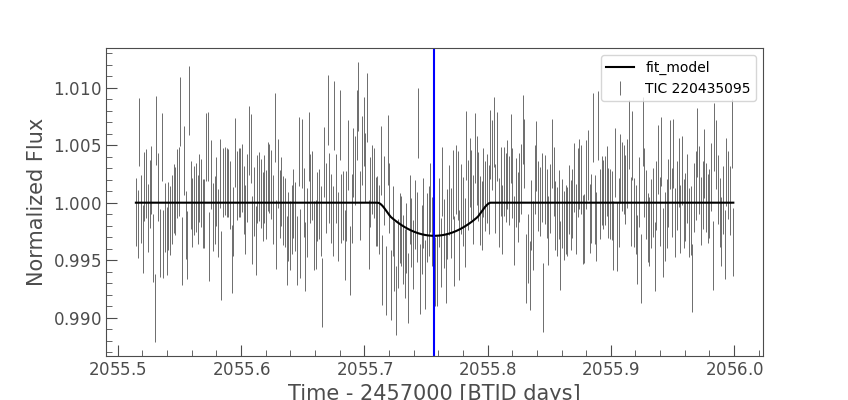 fit_model
TIC 220435095
1.010
1.005
1.000
0.995
0.990
Normalized Flux
2055.5 2055.6 2055.7 2055.8 2055.9 2056.0
Time - 2457000 [BTJD days]